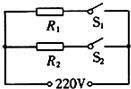 R₁ S₁
R₂ S₂
220V